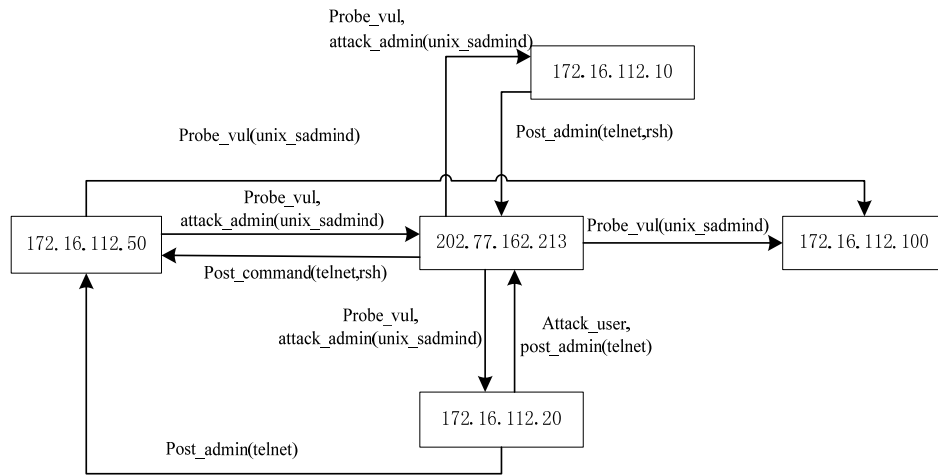 Probe_vul,
attack_admin(unix_sadmind)
172.16.112.10
Post_admin(telnet,rsh)
Probe_vul(unix_sadmind)
Probe_vul,
attack_admin(unix_sadmind)
172.16.112.50
202.77.162.213
Probe_vul(unix_sadmind)
172.16.112.100
Post_command(telnet,rsh)
Probe_vul,
attack_admin(unix_sadmind)
Attack_user,
post_admin(telnet)
172.16.112.20
Post_admin(telnet)